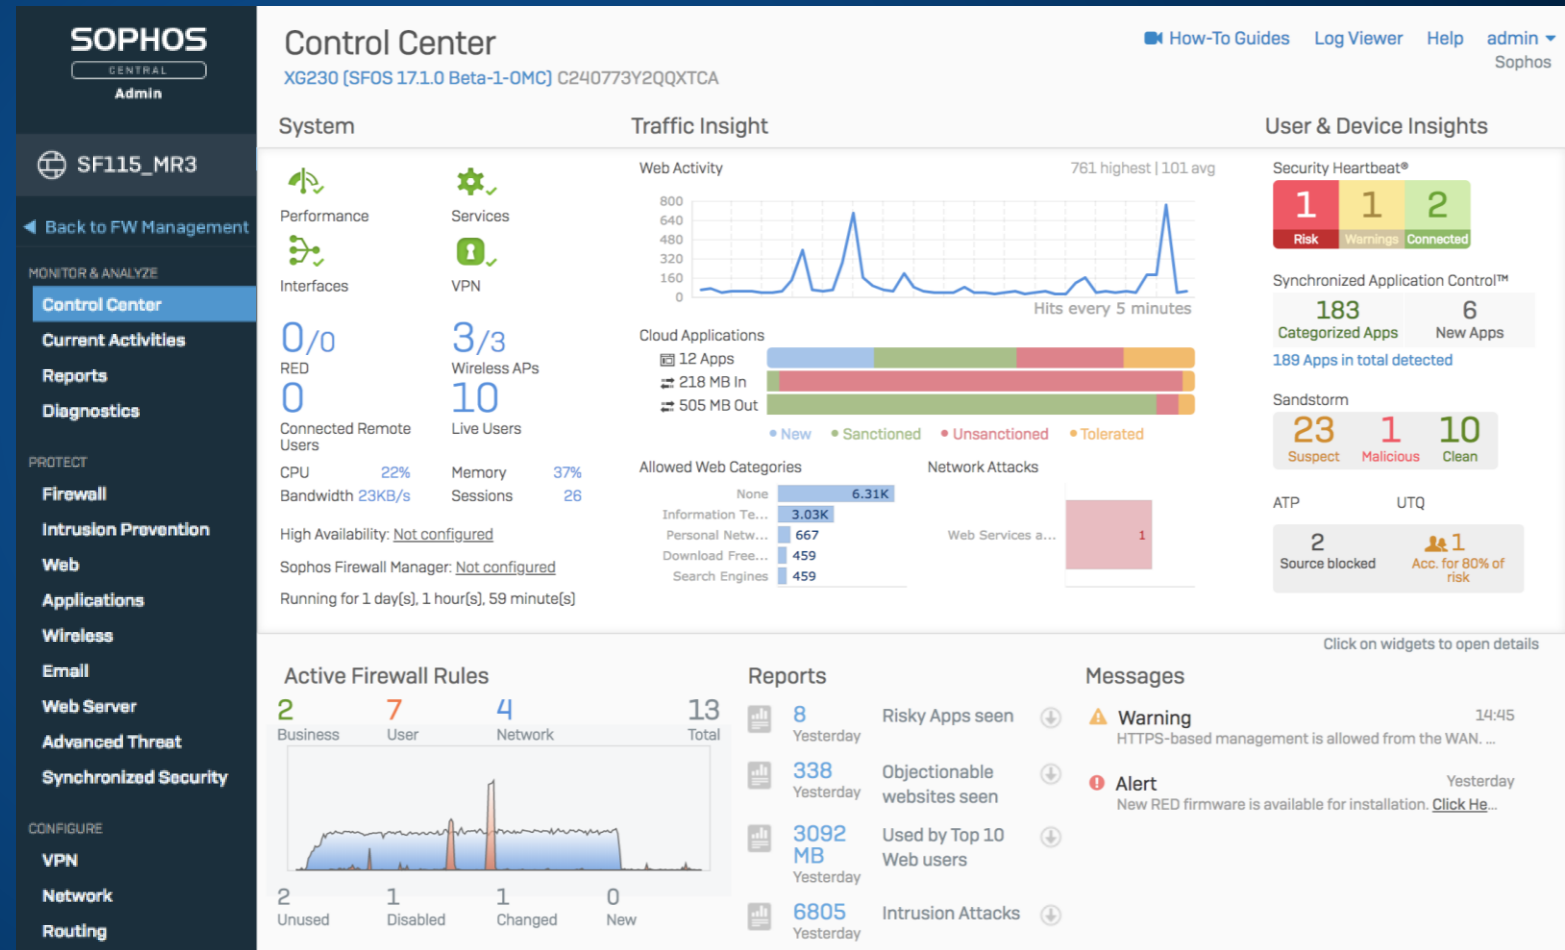 SOPHOS
CENTRAL
Admin
SF115_MR3
Back to FW Management
MONITOR & ANALYZE
Control Center
Current Activities
Reports
Diagnostics
PROTECT
Firewall
Intrusion Prevention
Web
Applications
Wireless
Email
Web Server
Advanced Threat
Synchronized Security
CONFIGURE
VPN
Network
Routing
Control Center
XG230 (SFOS 17.1.0 Beta-1-OMC) C240773Y2QQXTCA
How-To Guides Log Viewer Help admin
Sophos
System
Performance
Services
Interfaces
VPN
0/0
RED
3/3
Wireless APs
0
Connected Remote
Users
10
Live Users
CPU 22% Memory 37%
Bandwidth 23KB/s Sessions 26
High Availability: Not configured
Sophos Firewall Manager: Not configured
Running for 1 day(s), 1 hour(s), 59 minute(s)
Traffic Insight
Web Activity 761 highest | 101 avg
800
640
480
320
160
0
Hits every 5 minutes
Cloud Applications
12 Apps
218 MB In
505 MB Out
New Sanctioned Unsanctioned Tolerated
Allowed Web Categories
None 6.31K
Information Te... 3.03K
Personal Netw... 667
Download Free... 459
Search Engines 459
Network Attacks
Web Services a... 1
User & Device Insights
Security Heartbeat®
1 1 2
Risk Warnings Connected
Synchronized Application Control™
183 6
Categorized Apps New Apps
189 Apps in total detected
Sandstorm
23 1 10
Suspect Malicious Clean
ATP UTQ
2
Source blocked
1
Acc. for 80% of
risk
Click on widgets to open details
Active Firewall Rules
2 7 4 13
Business User Network Total
2 1 1 0
Unused Disabled Changed New
Reports
8 Risky Apps seen
Yesterday
338 Objectionable
Yesterday websites seen
3092 Used by Top 10
MB Web users
Yesterday
6805 Intrusion Attacks
Yesterday
Messages
Warning 14:45
HTTPS-based management is allowed from the WAN. ...
Alert Yesterday
New RED firmware is available for installation. Click He...